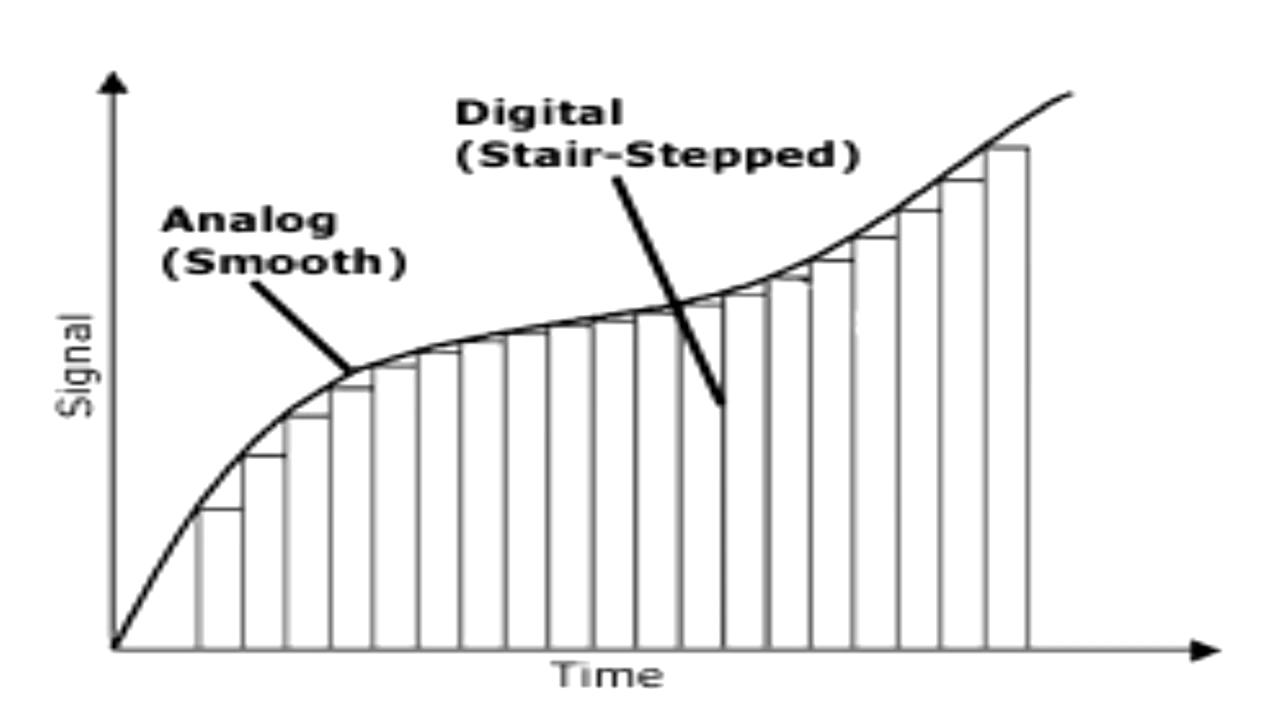 Digital
(Stair-Stepped)
Analog
(Smooth)
Signal
Time